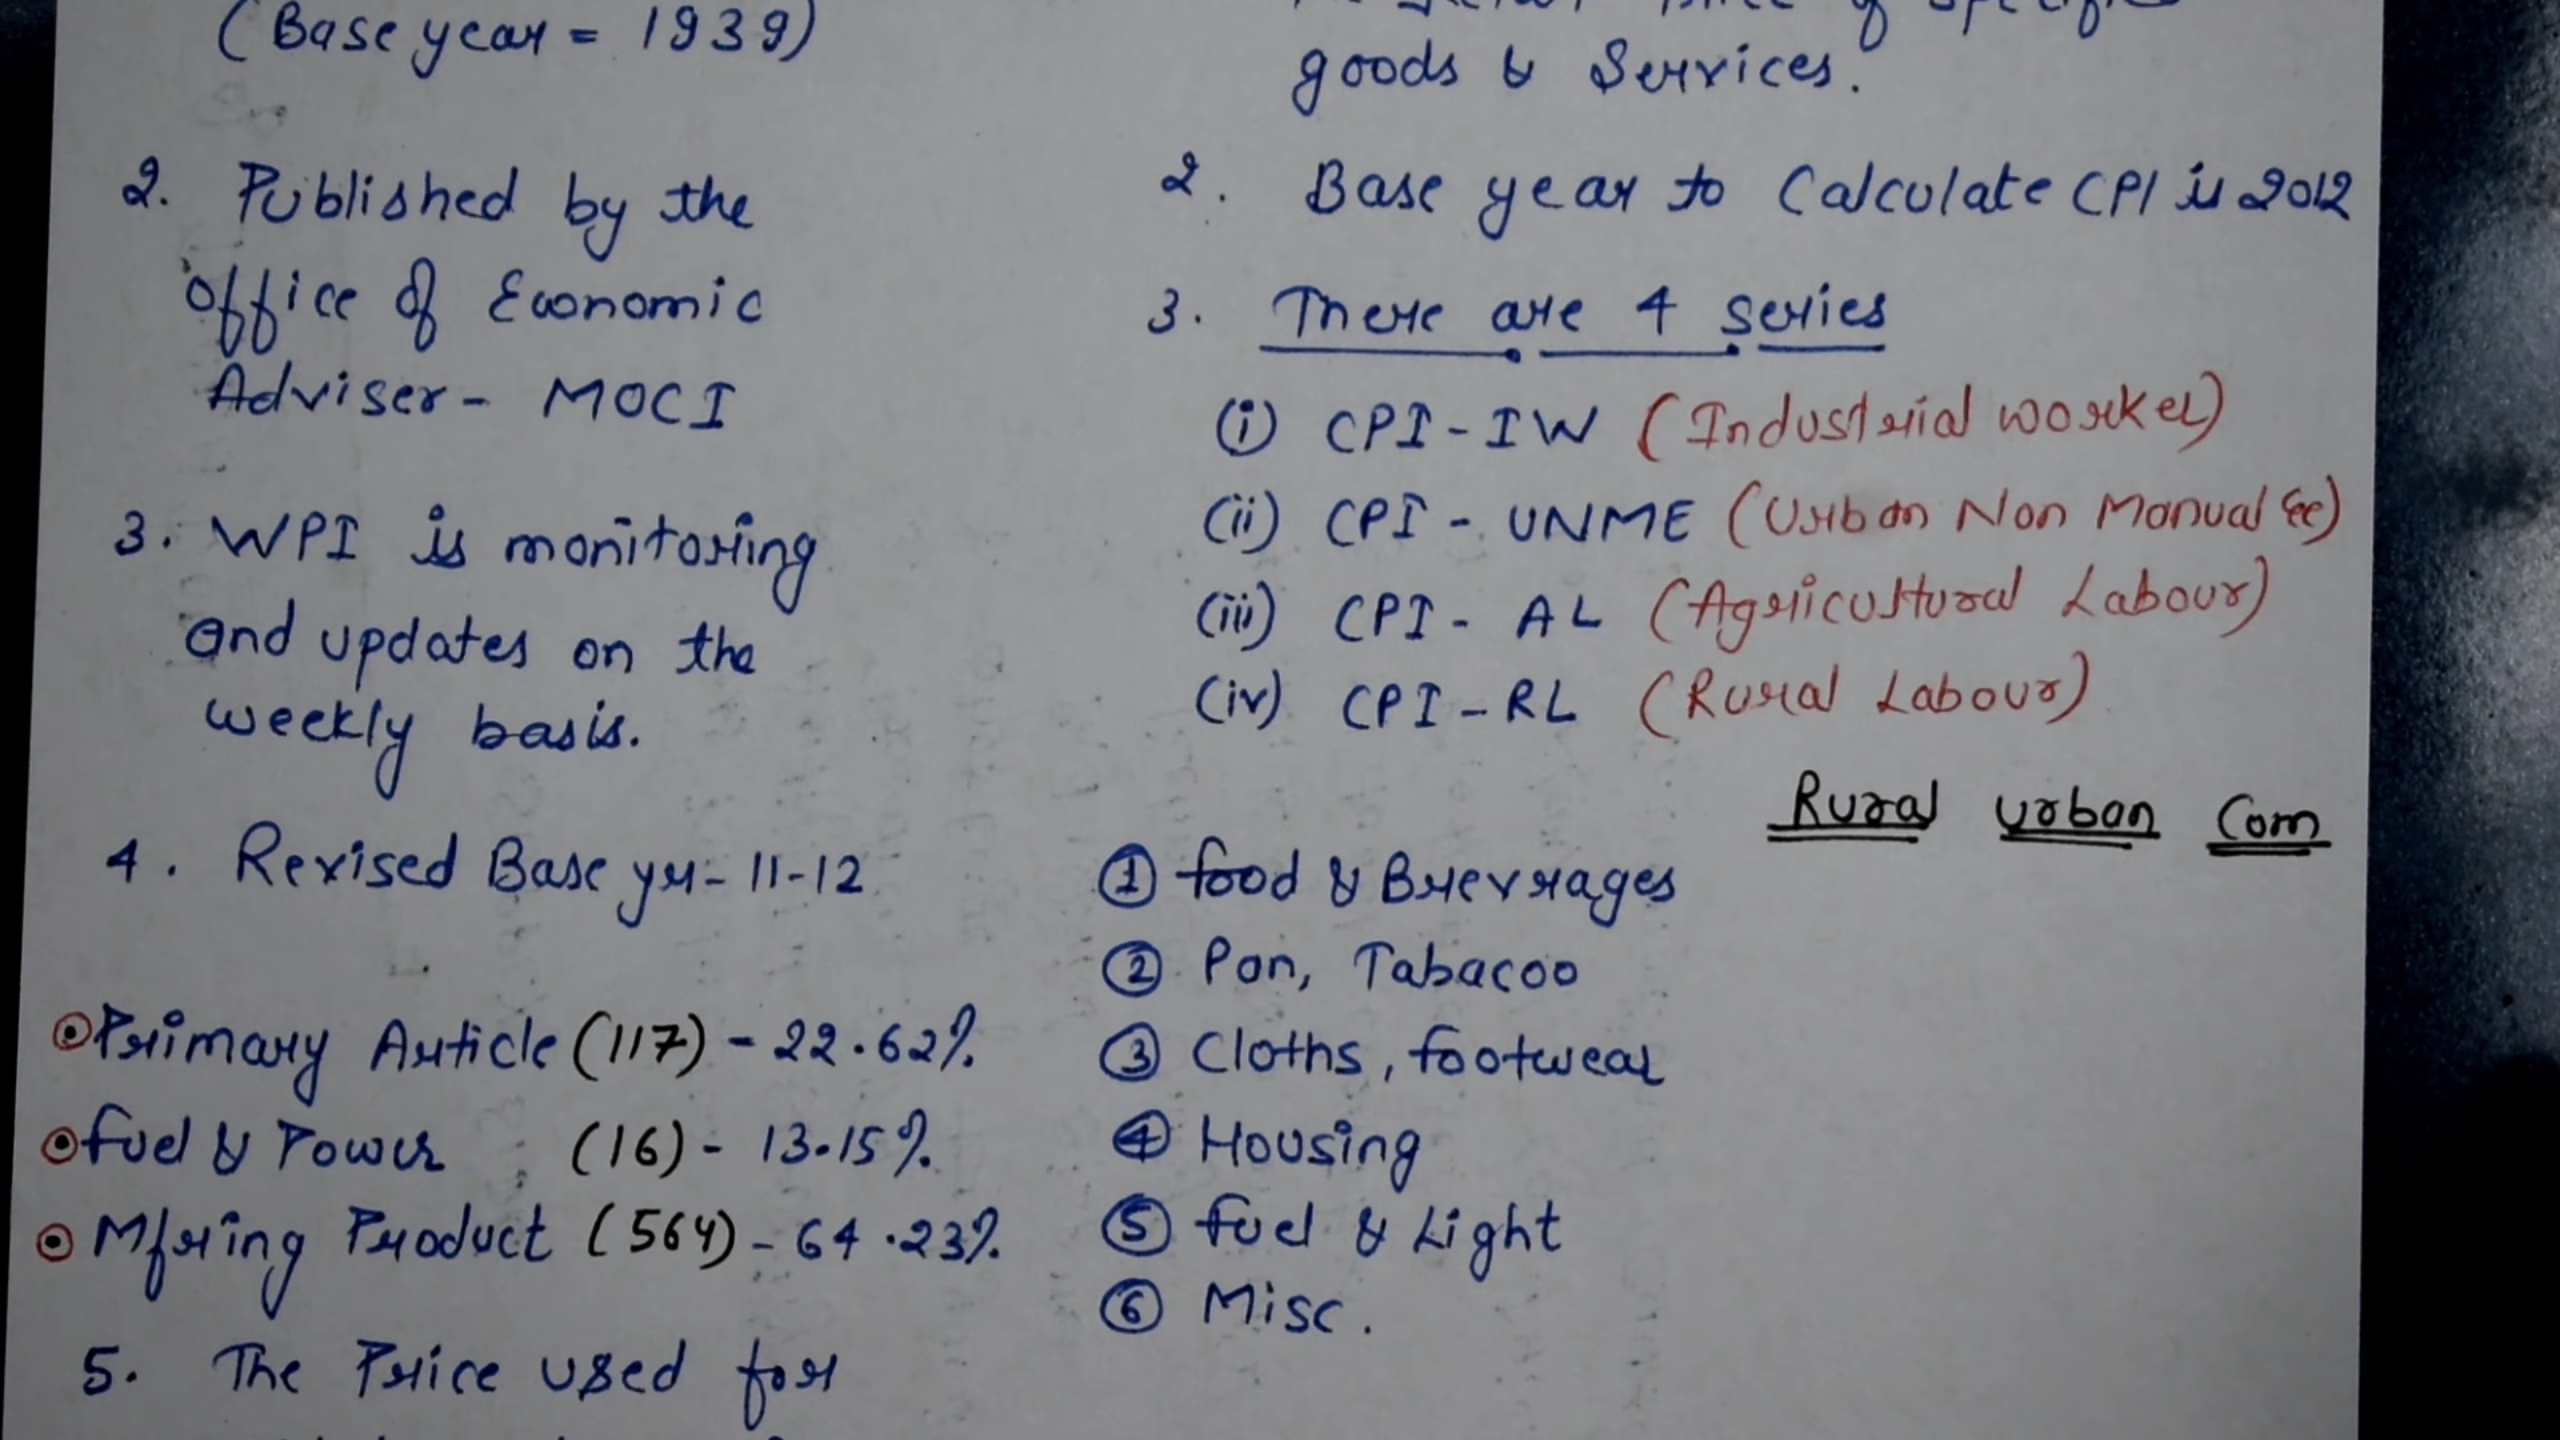 (Base year = 1939)
2. Published by the
office of Economic
Adviser - MOCI
3. WPI is monitoring
and updates on the
weekly basis.
4. Revised Base yr - 11-12
Primary Article (117) - 22.62%
fuel & Power (16) - 13.15%
Mfring Product (564) - 64.23%
5. The Price used for
goods & Services.
2. Base year to Calculate CPI is 2012
3. There are 4 series
(i) CPI - IW (Industrial worker)
(ii) CPI - UNME (Urban Non Manual Ee)
(iii) CPI - AL (Agricultural Labour)
(iv) CPI - RL (Rural Labour)
Rural urban Com
① food & Breverages
② Pan, Tabacoo
③ Cloths, footwear
④ Housing
⑤ fuel & Light
⑥ Misc.